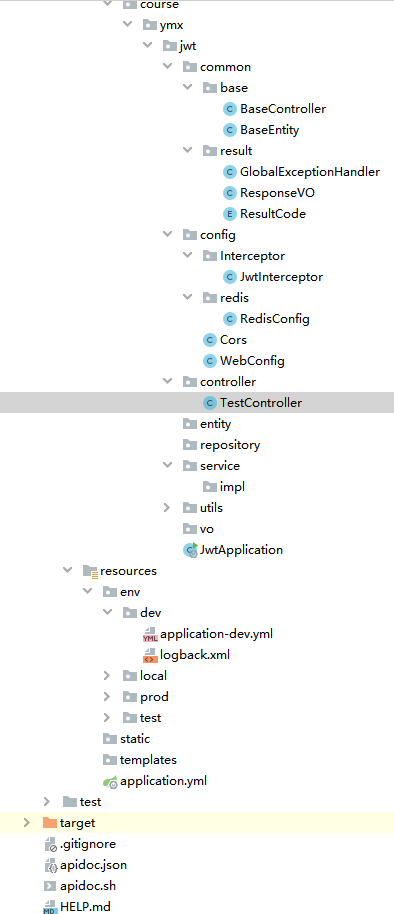 course
ymx
jwt
common
base
BaseController
BaseEntity
result
GlobalExceptionHandler
ResponseVO
ResultCode
config
Interceptor
JwtInterceptor
redis
RedisConfig
Cors
WebConfig
controller
TestController
entity
repository
service
impl
utils
vo
JwtApplication
resources
env
dev
application-dev.yml
logback.xml
local
prod
test
static
templates
application.yml
test
target
.gitignore
apidoc.json
apidoc.sh
HELP.md